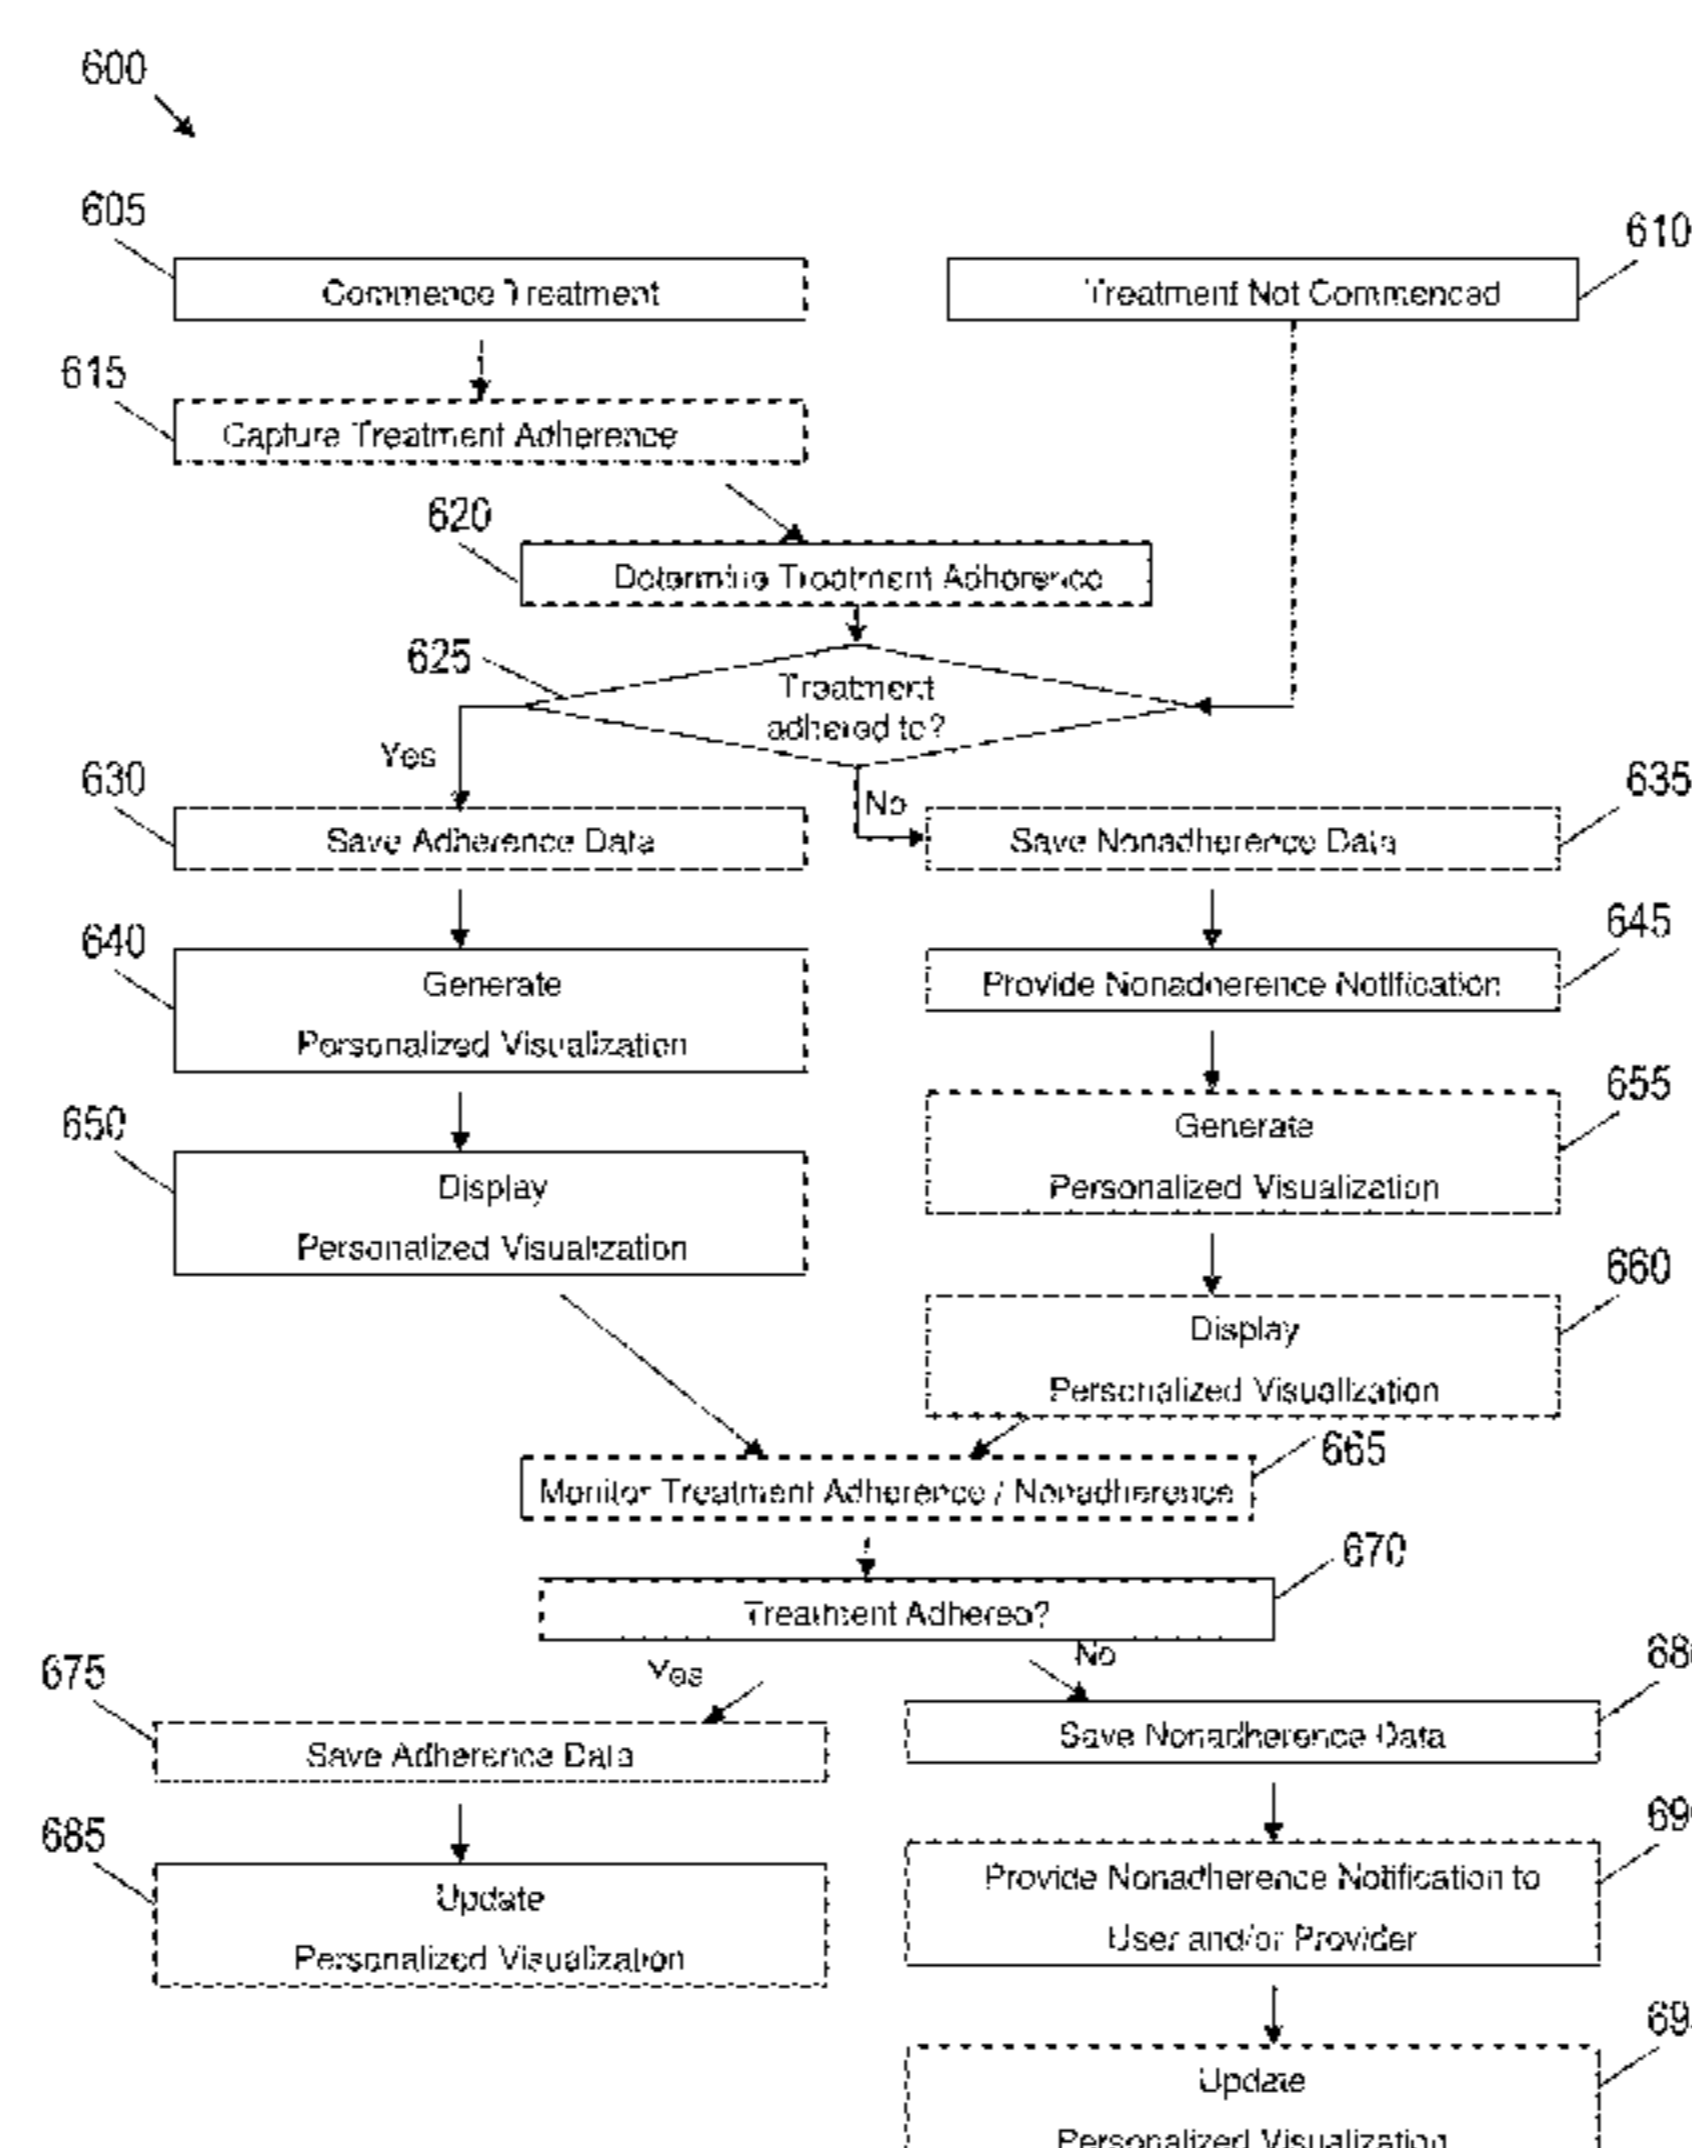 600
605
610
Commence Treatment
Treatment Not Commenced
615
Capture Treatment Adherence
620
Determine Treatment Adherence
625
Treatment
adhered to?
Yes
No
630
635
Save Adherence Data
Save Nonadherence Data
640
645
Generate
Personalized Visualization
Provide Nonadherence Notification
650
655
Generate
Personalized Visualization
Display
Personalized Visualization
660
Display
Personalized Visualization
665
Monitor Treatment Adherence / Nonadherence
670
Treatment Adhered?
Yes
No
675
Save Adherence Data
Save Nonadherence Data
685
Update
Personalized Visualization
Provide Nonadherence Notification to
User and/or Provider
Update
Personalized Visualization